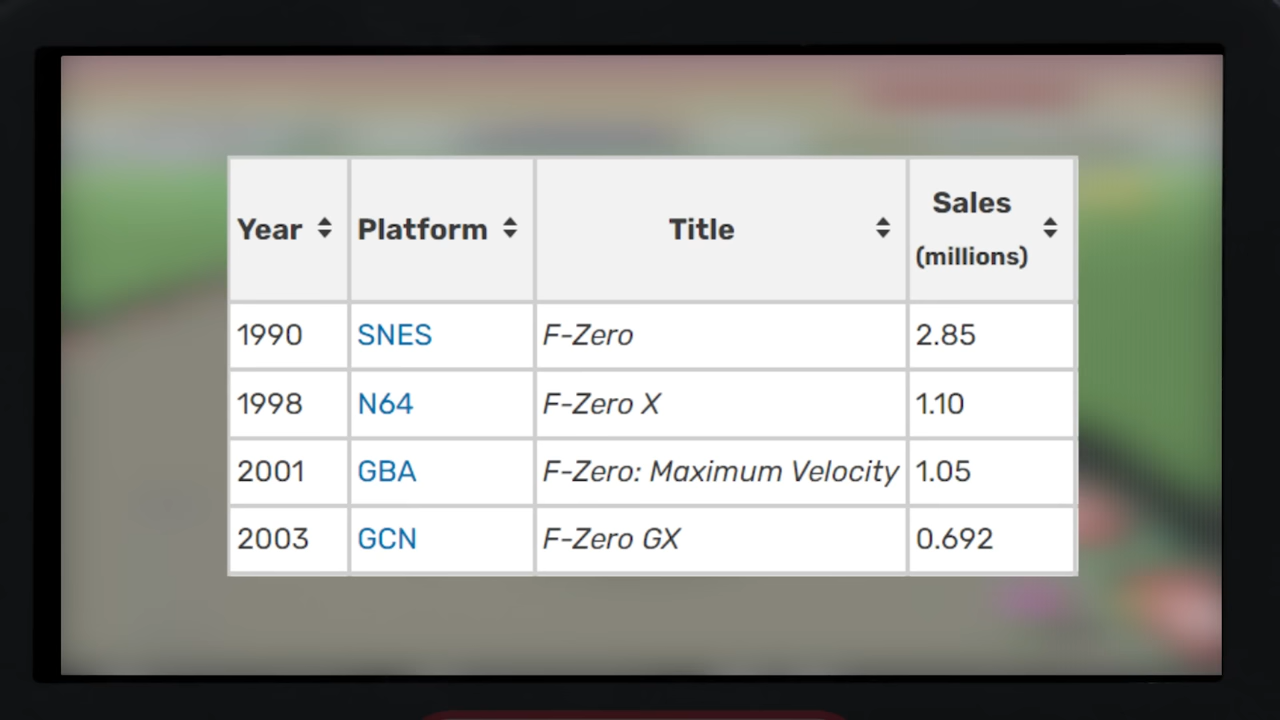 Year Platform Title Sales
(millions)
1990 SNES F-Zero 2.85
1998 N64 F-Zero X 1.10
2001 GBA F-Zero: Maximum Velocity 1.05
2003 GCN F-Zero GX 0.692